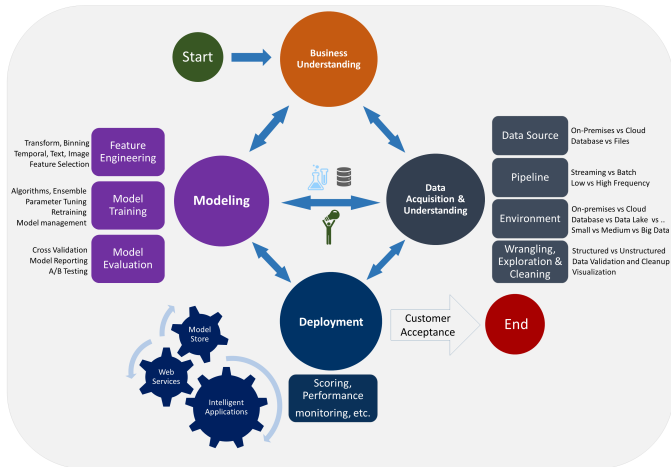 Start
Business
Understanding
Transform, Binning
Temporal, Text, Image
Feature Selection
Feature
Engineering
Algorithms, Ensemble
Parameter Tuning
Retraining
Model management
Model
Training
Cross Validation
Model Reporting
A/B Testing
Model
Evaluation
Modeling
Data
Acquisition &
Understanding
Data Source
On-Premises vs Cloud
Database vs Files
Pipeline
Streaming vs Batch
Low vs High Frequency
Environment
On-premises vs Cloud
Database vs Data Lake vs ..
Small vs Medium vs Big Data
Wrangling,
Exploration &
Cleaning
Structured vs Unstructured
Data Validation and Cleanup
Visualization
Deployment
Customer
Acceptance
End
Scoring,
Performance
monitoring, etc.
Model
Store
Web
Services
Intelligent
Applications